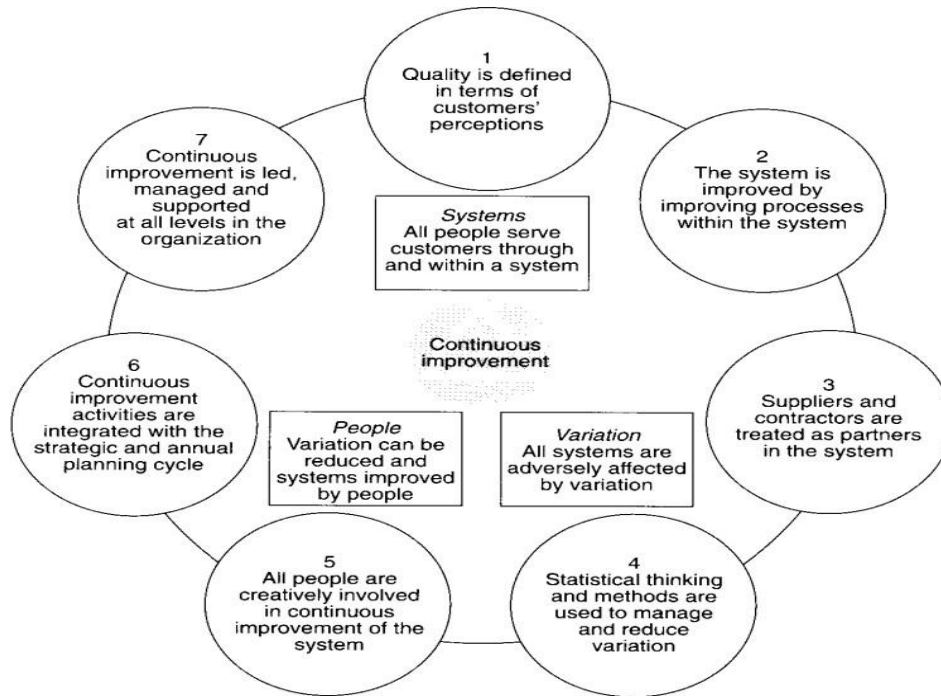 1
Quality is defined
in terms of
customers'
perceptions
2
The system is
improved by
improving processes
within the system
3
Suppliers and
contractors are
treated as partners
in the system
4
Statistical thinking
and methods are
used to manage
and reduce
variation
5
All people are
creatively involved
in continuous
improvement of the
system
6
Continuous
improvement
activities are
integrated with the
strategic and annual
planning cycle
7
Continuous
improvement is led,
managed and
supported
at all levels in the
organization
Systems
All people serve
customers through
and within a system
Continuous
improvement
People
Variation can be
reduced and
systems improved
by people
Variation
All systems are
adversely affected
by variation